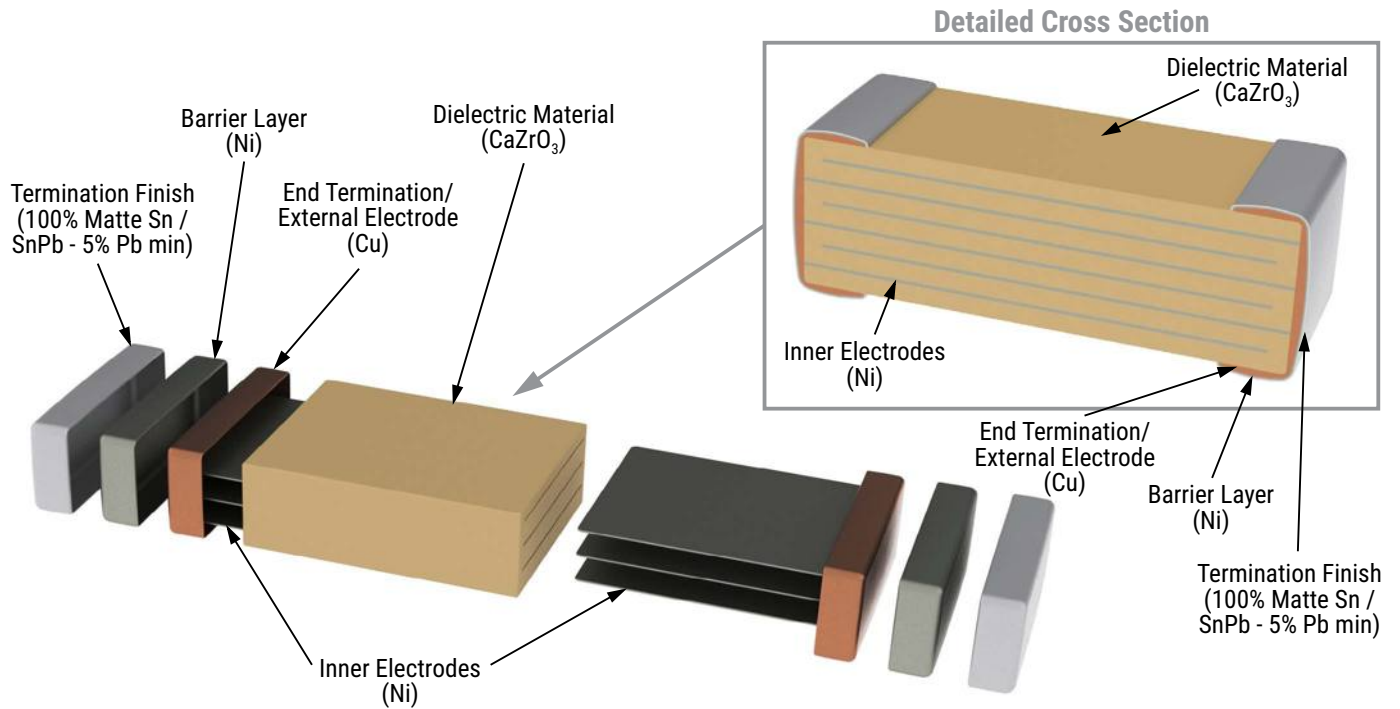 Detailed Cross Section
Dielectric Material
(CaZrO₃)
Inner Electrodes
(Ni)
End Termination/
External Electrode
(Cu)
Barrier Layer
(Ni)
Termination Finish
(100% Matte Sn /
SnPb - 5% Pb min)
Termination Finish
(100% Matte Sn /
SnPb - 5% Pb min)
Barrier Layer
(Ni)
End Termination/
External Electrode
(Cu)
Dielectric Material
(CaZrO₃)
Inner Electrodes
(Ni)